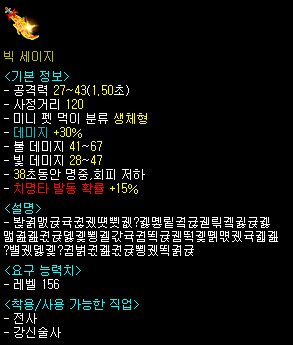 빅 세이지
<기본 정보>
- 공격력 27~43(1,50초)
- 사정거리 120
- 미니 펫 먹이 분류 생체형
- 데미지 +30%
- 불 데미지 41~67
- 빛 데미지 28~47
- 38초동안 명중,회피 저하
- 치명타 발동 확률 +15%
<설명>
<요구 능력치>
- 레벨 156
<착용/사용 가능한 직업>
- 전사
- 강신술사